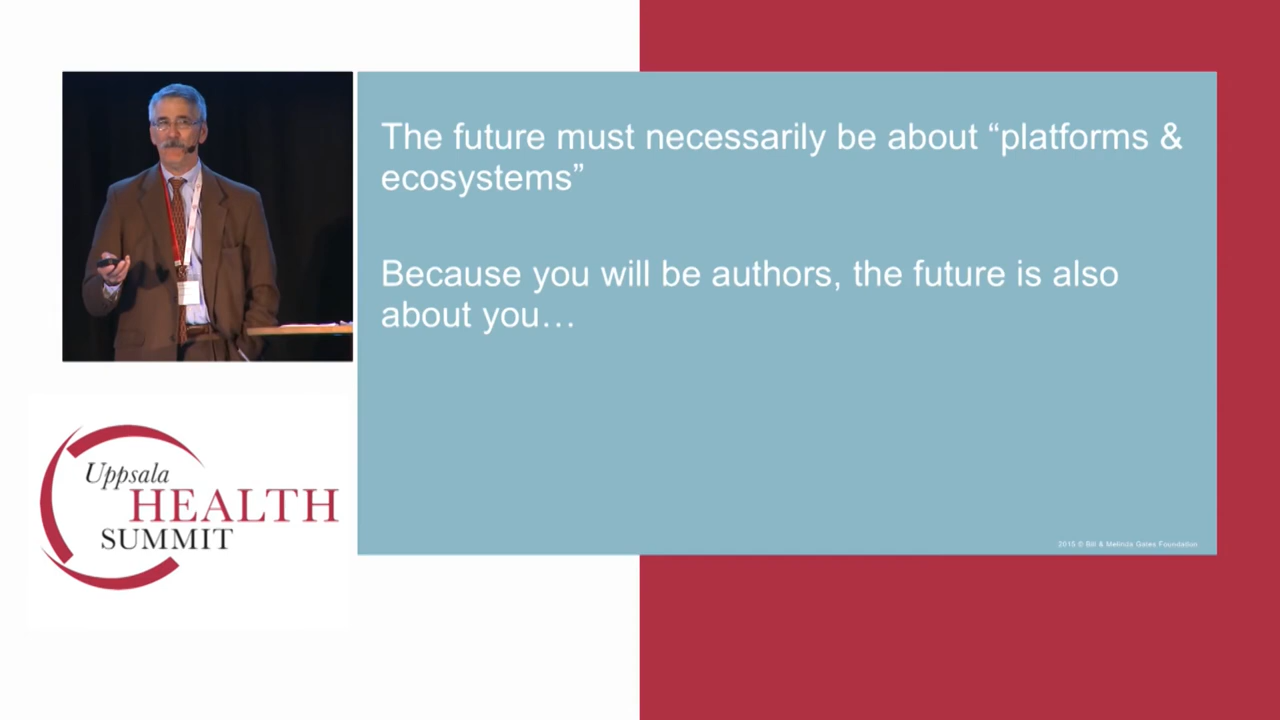 The future must necessarily be about “platforms &
ecosystems”
Because you will be authors, the future is also
about you…
2015 © Bill & Melinda Gates Foundation
Uppsala
HEALTH
SUMMIT